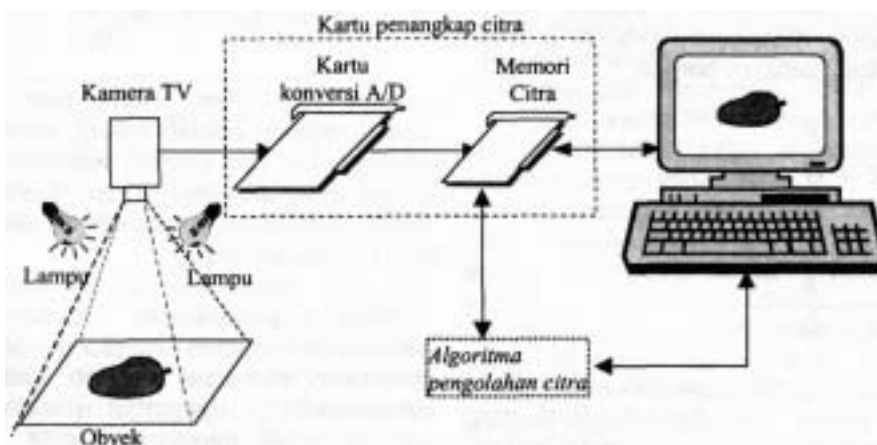 Kartu penangkap citra
Kamera TV
Kartu
konversi A/D
Memori
Citra
Lampu
Lampu
Obyek
Algoritma
pengolahan citra